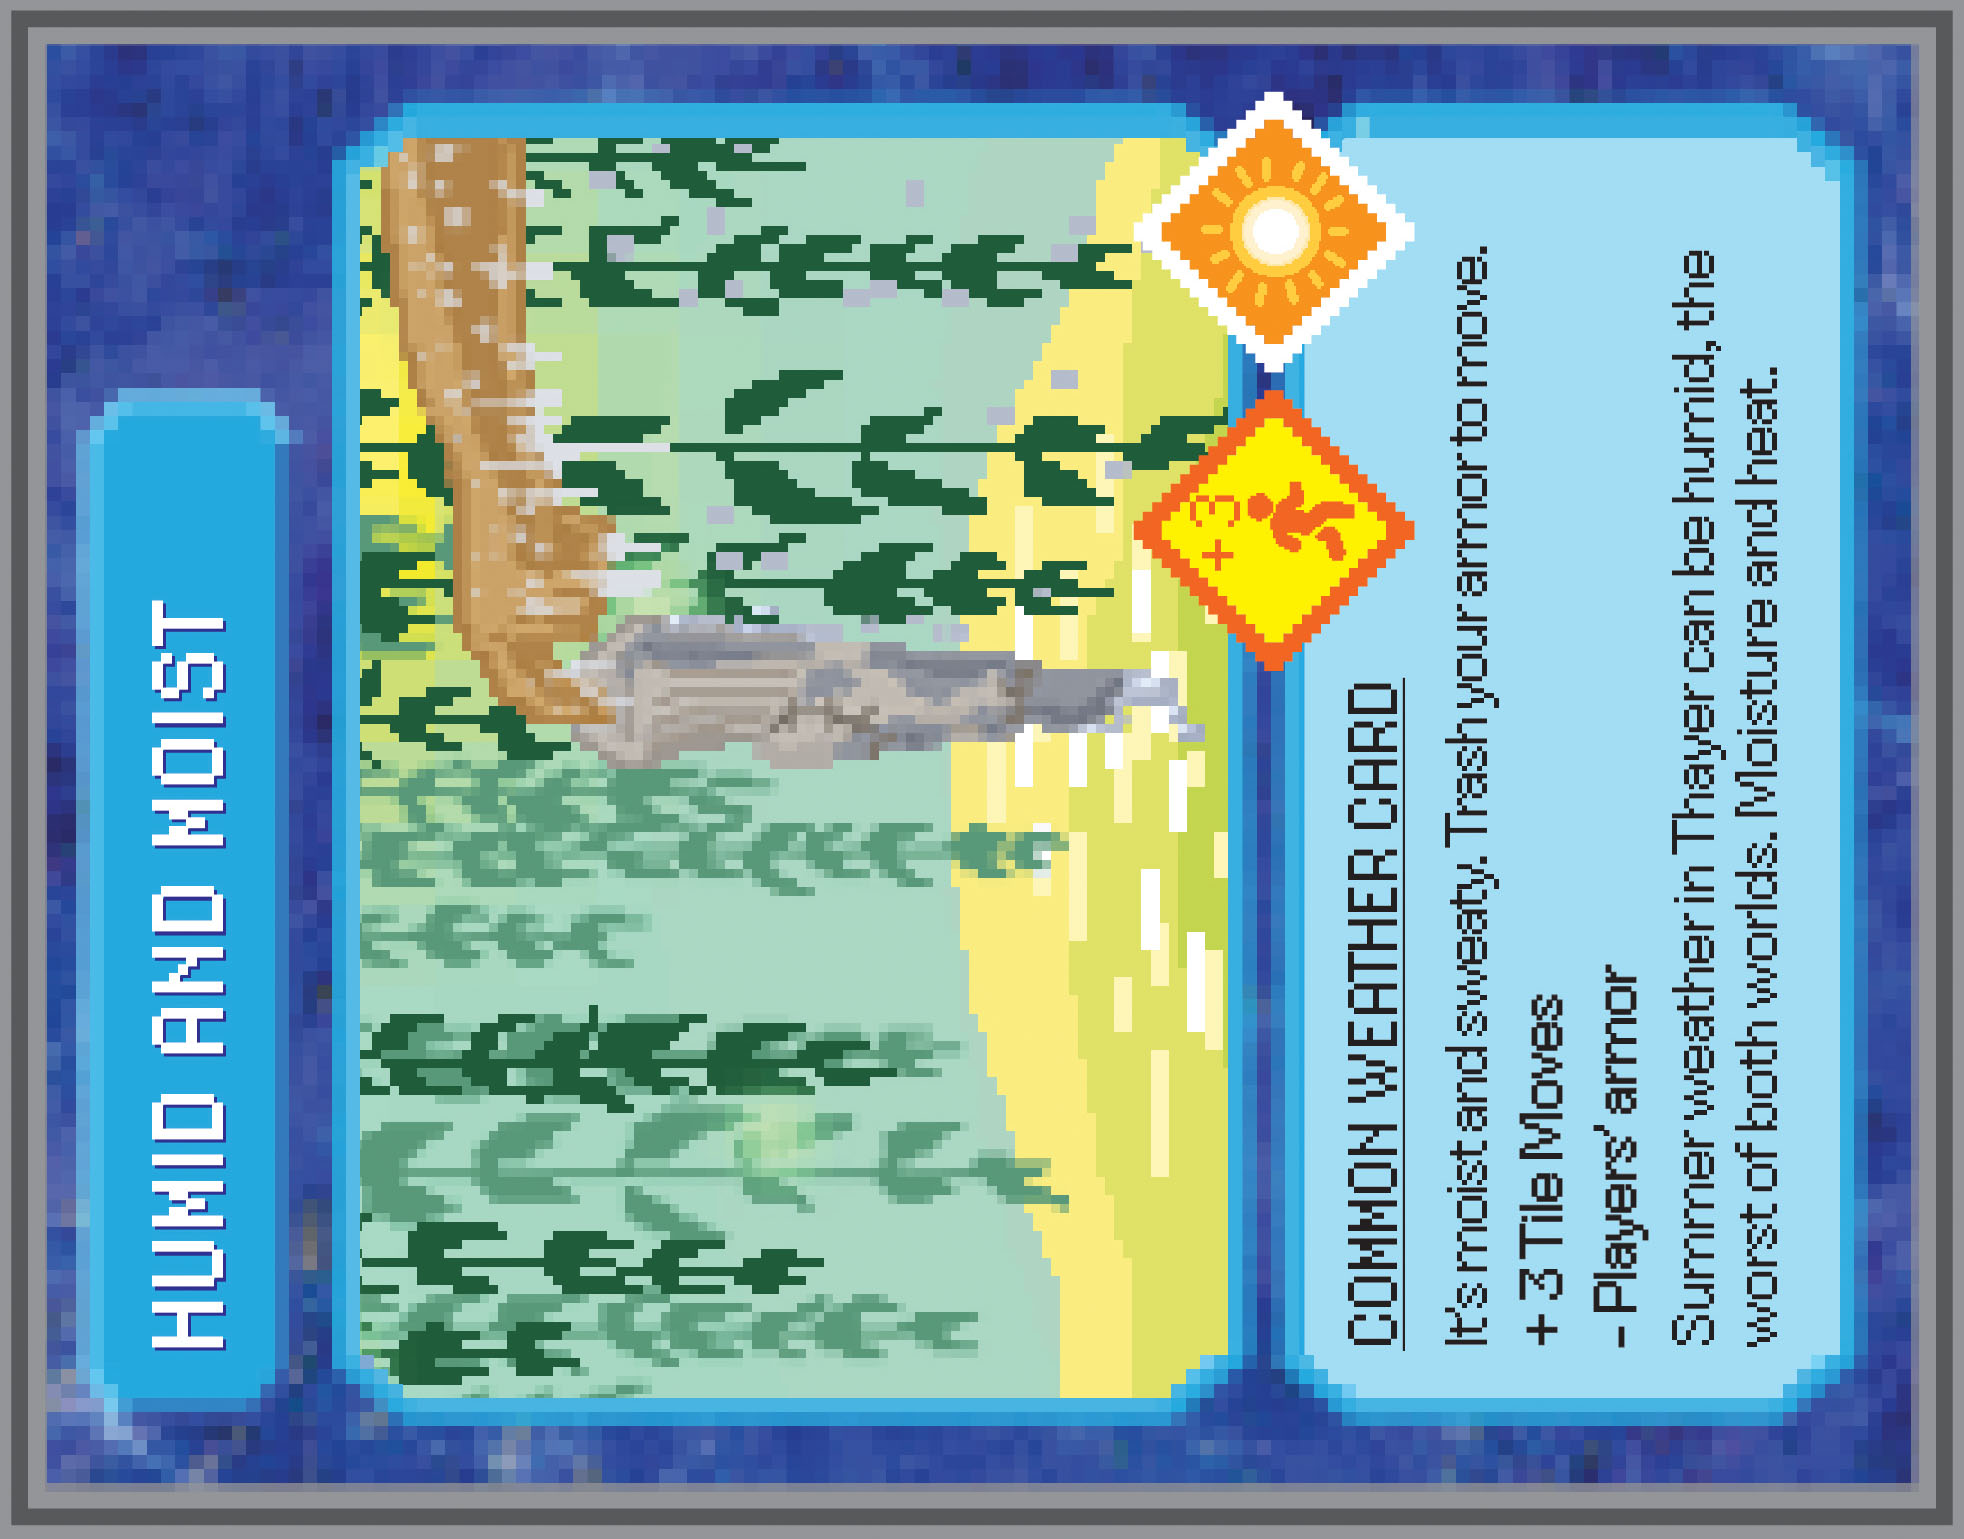 HUMID AND MOIST
+3
COMMON WEATHER CARD
It's moist and sweaty. Trash your armor to move.
+ 3 Tile Moves
- Players' armor
Summer weather in Thayer can be humid, the
worst of both worlds. Moisture and heat.